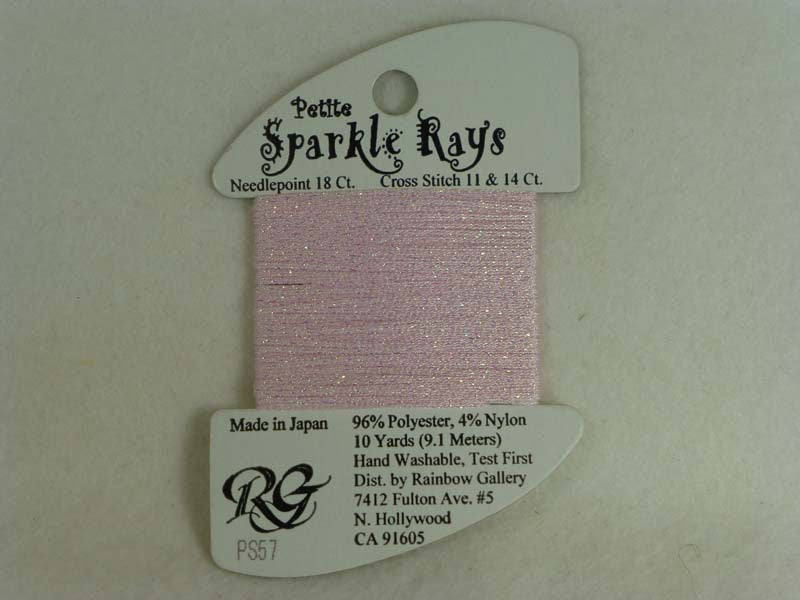 Petite
Sparkle Rays
Needlepoint 18 Ct. Cross Stitch 11 & 14 Ct.
Made in Japan
96% Polyester, 4% Nylon
10 Yards (9.1 Meters)
Hand Washable, Test First
Dist. by Rainbow Gallery
7412 Fulton Ave. #5
N. Hollywood
CA 91605
RG
PS57